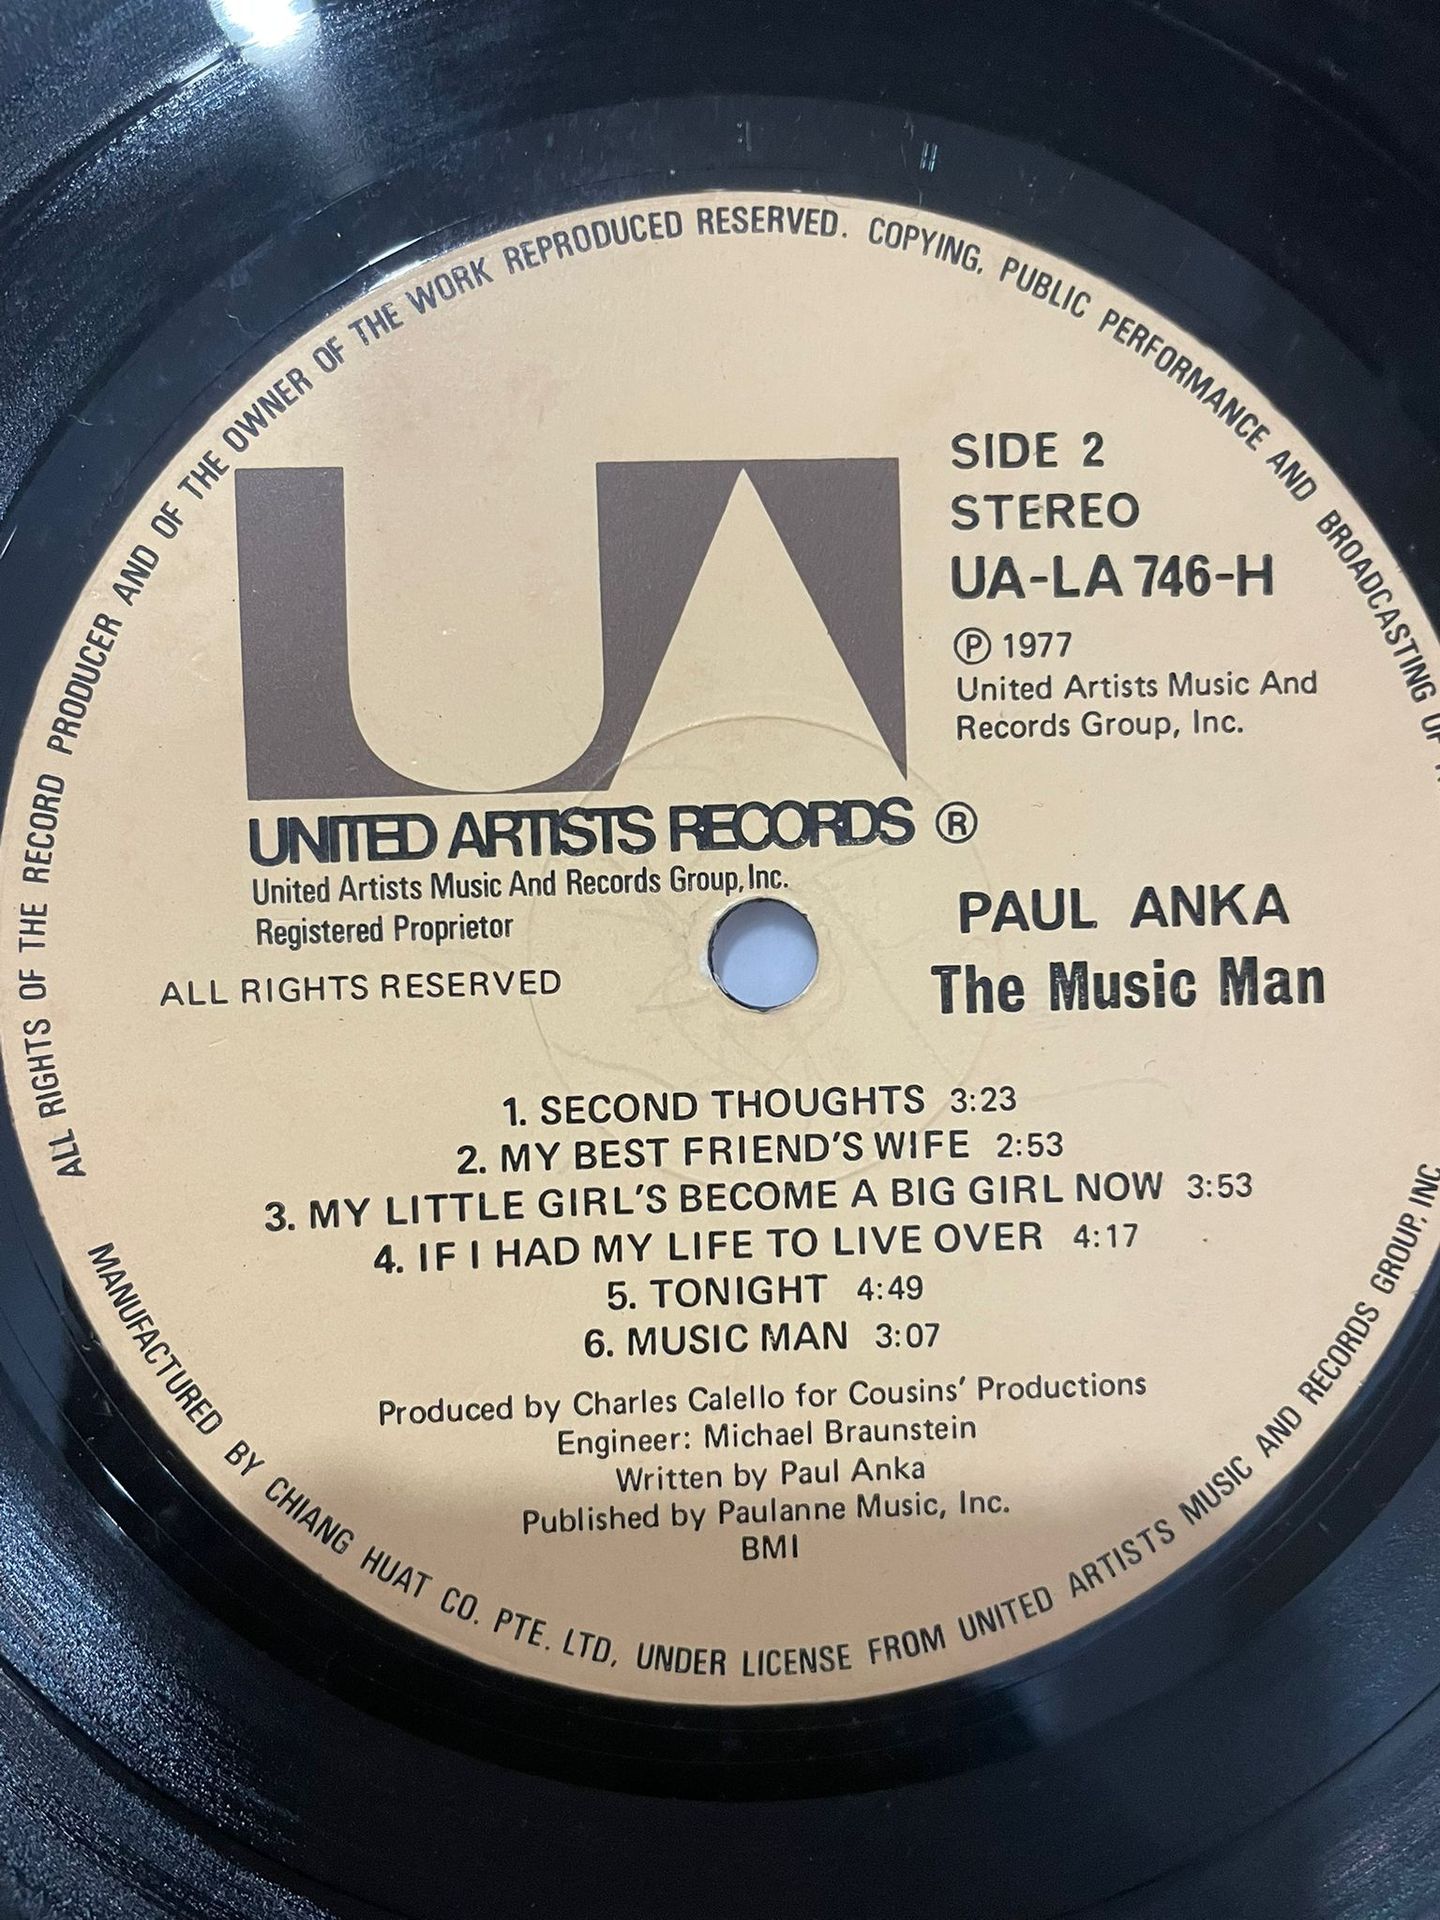 ALL RIGHTS OF THE RECORD PRODUCER AND OF THE OWNER OF THE WORK REPRODUCED RESERVED. COPYING, PUBLIC PERFORMANCE AND BROADCASTING OF
SIDE 2
STEREO
UA-LA 746-H
Ⓟ 1977
United Artists Music And
Records Group, Inc.
UA
UNITED ARTISTS RECORDS ®
United Artists Music And Records Group, Inc.
Registered Proprietor
ALL RIGHTS RESERVED
PAUL ANKA
The Music Man
1. SECOND THOUGHTS 3:23
2. MY BEST FRIEND'S WIFE 2:53
3. MY LITTLE GIRL'S BECOME A BIG GIRL NOW 3:53
4. IF I HAD MY LIFE TO LIVE OVER 4:17
5. TONIGHT 4:49
6. MUSIC MAN 3:07
Produced by Charles Calello for Cousins' Productions
Engineer: Michael Braunstein
Written by Paul Anka
Published by Paulanne Music, Inc.
BMI
MANUFACTURED BY CHIANG HUAT CO. PTE. LTD, UNDER LICENSE FROM UNITED ARTISTS MUSIC AND RECORDS GROUP, INC